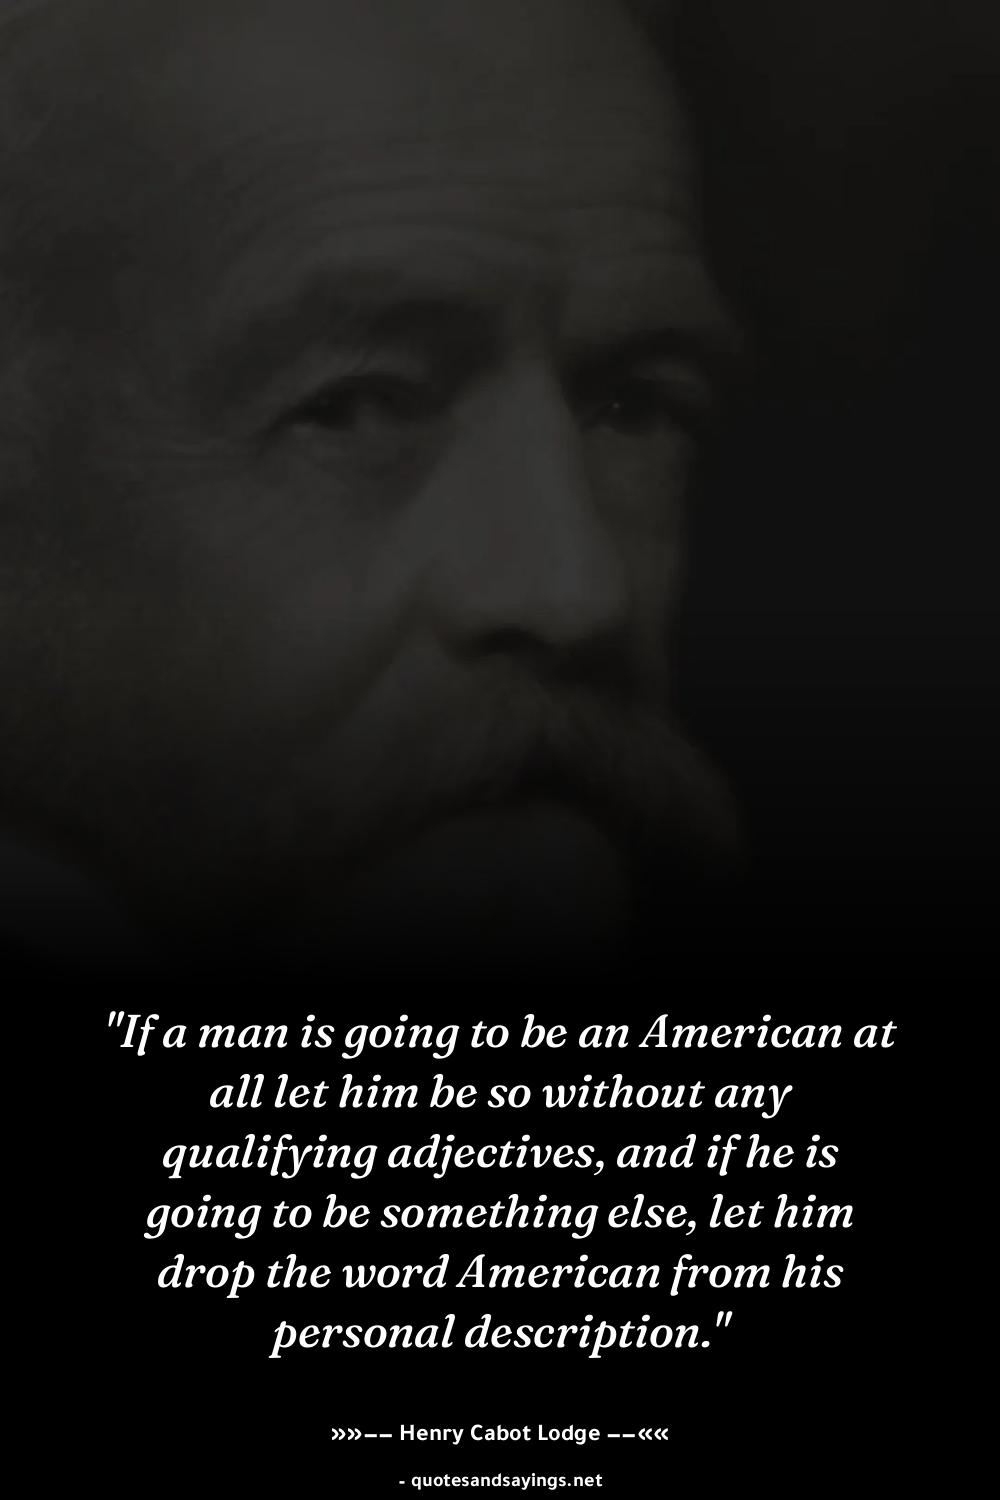 "If a man is going to be an American at
all let him be so without any
qualifying adjectives, and if he is
going to be something else, let him
drop the word American from his
personal description."
»»—— Henry Cabot Lodge ——««
- quotesandsayings.net